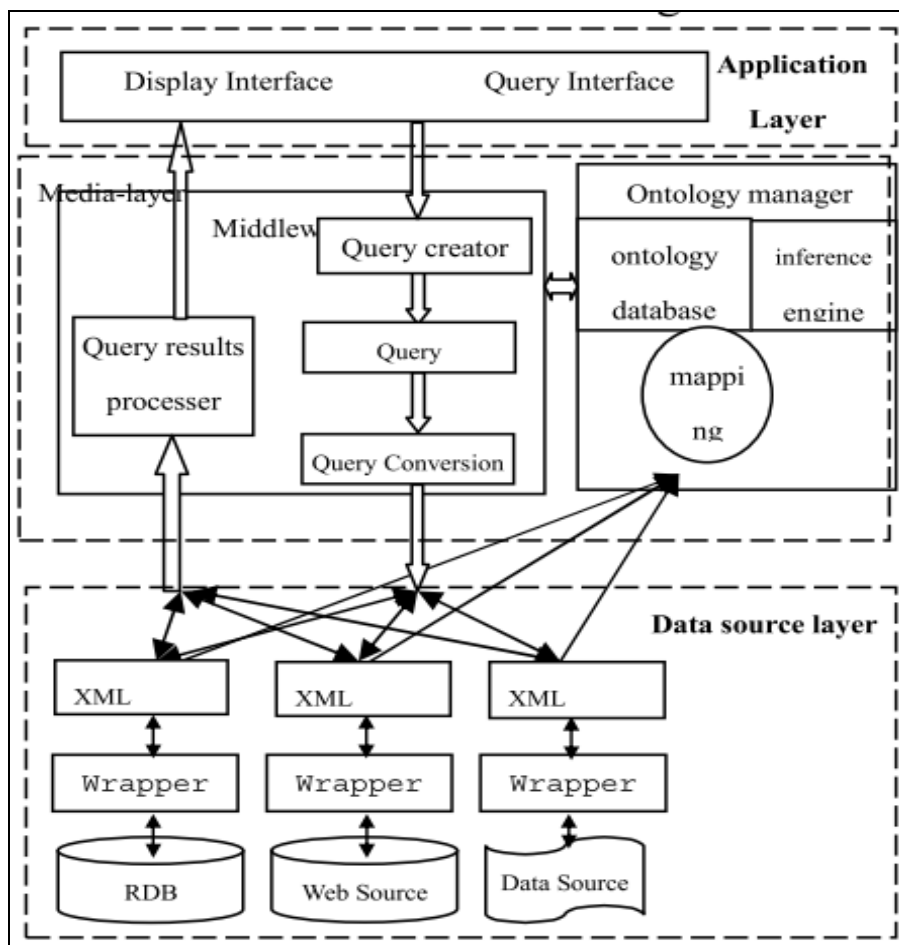 Display Interface Query Interface
Application
Layer
Media-layer
Middlew
Query creator
Query
Query Conversion
Query results
processer
Ontology manager
ontology
database
inference
engine
mappi
ng
Data source layer
XML
XML
XML
Wrapper
Wrapper
Wrapper
RDB
Web Source
Data Source